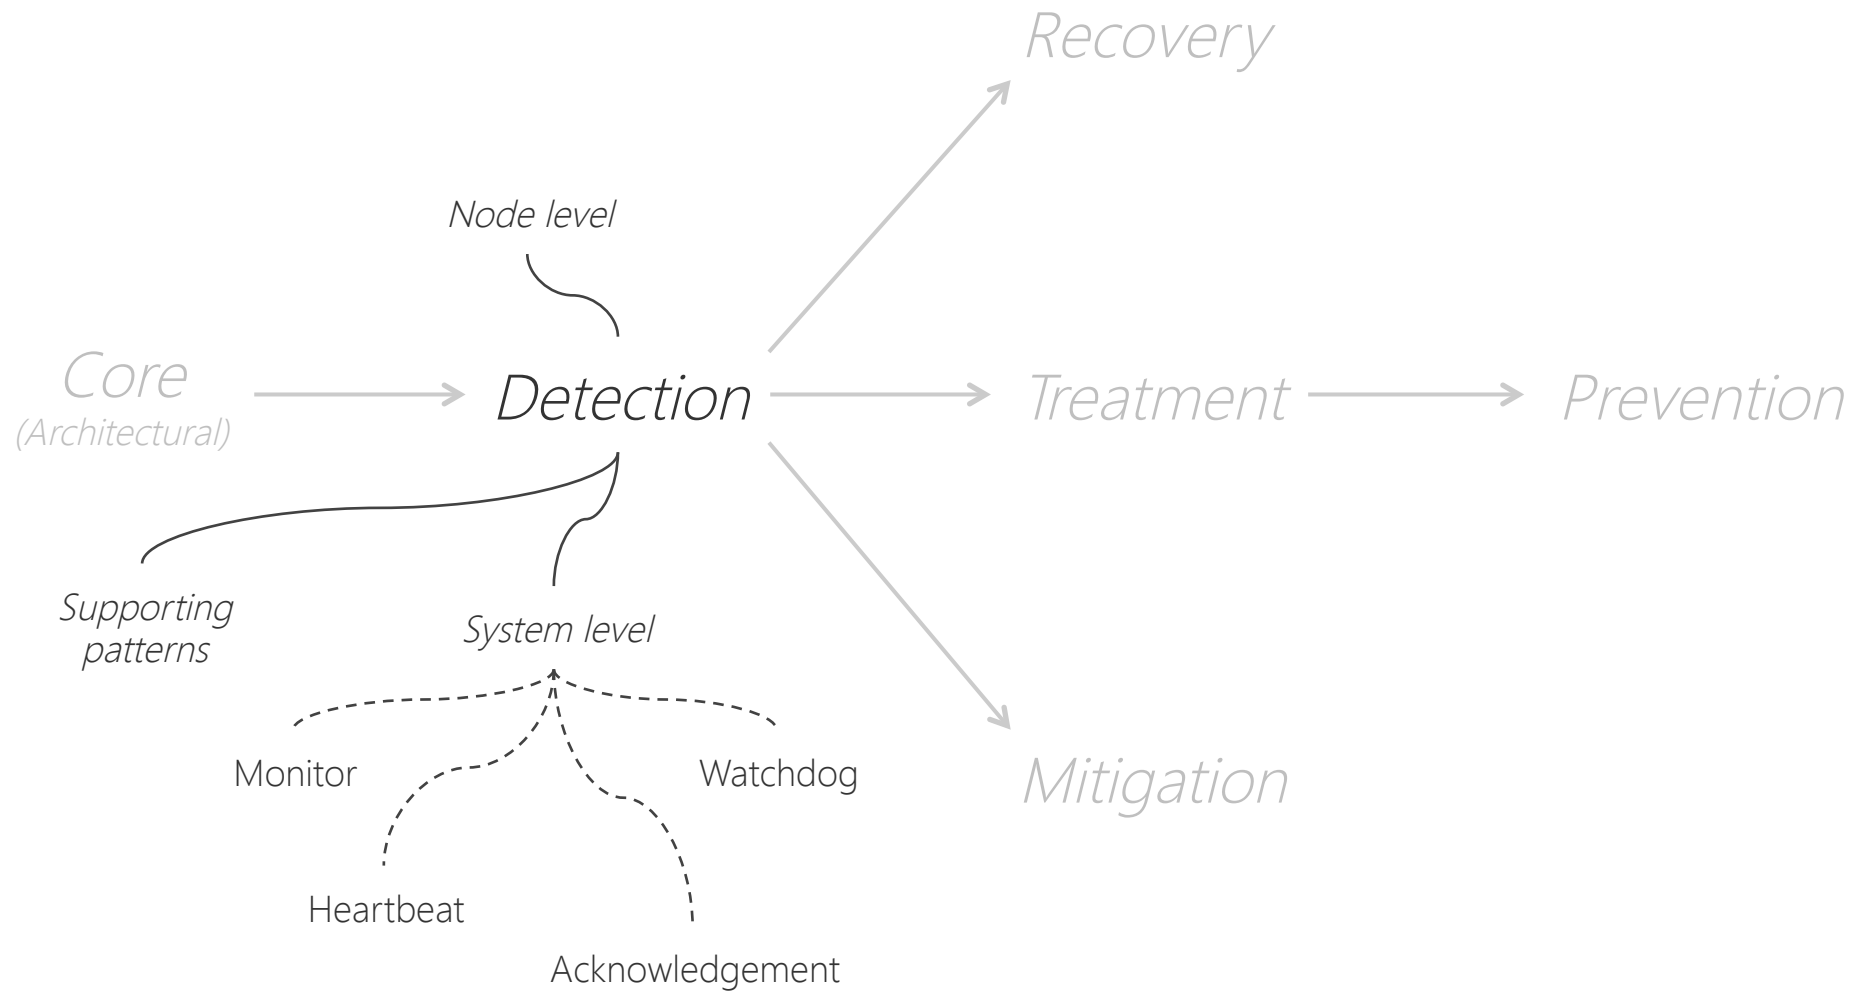 Recovery
Node level
Core
(Architectural)
Detection
Treatment
Prevention
Supporting
patterns
System level
Monitor
Watchdog
Mitigation
Heartbeat
Acknowledgement